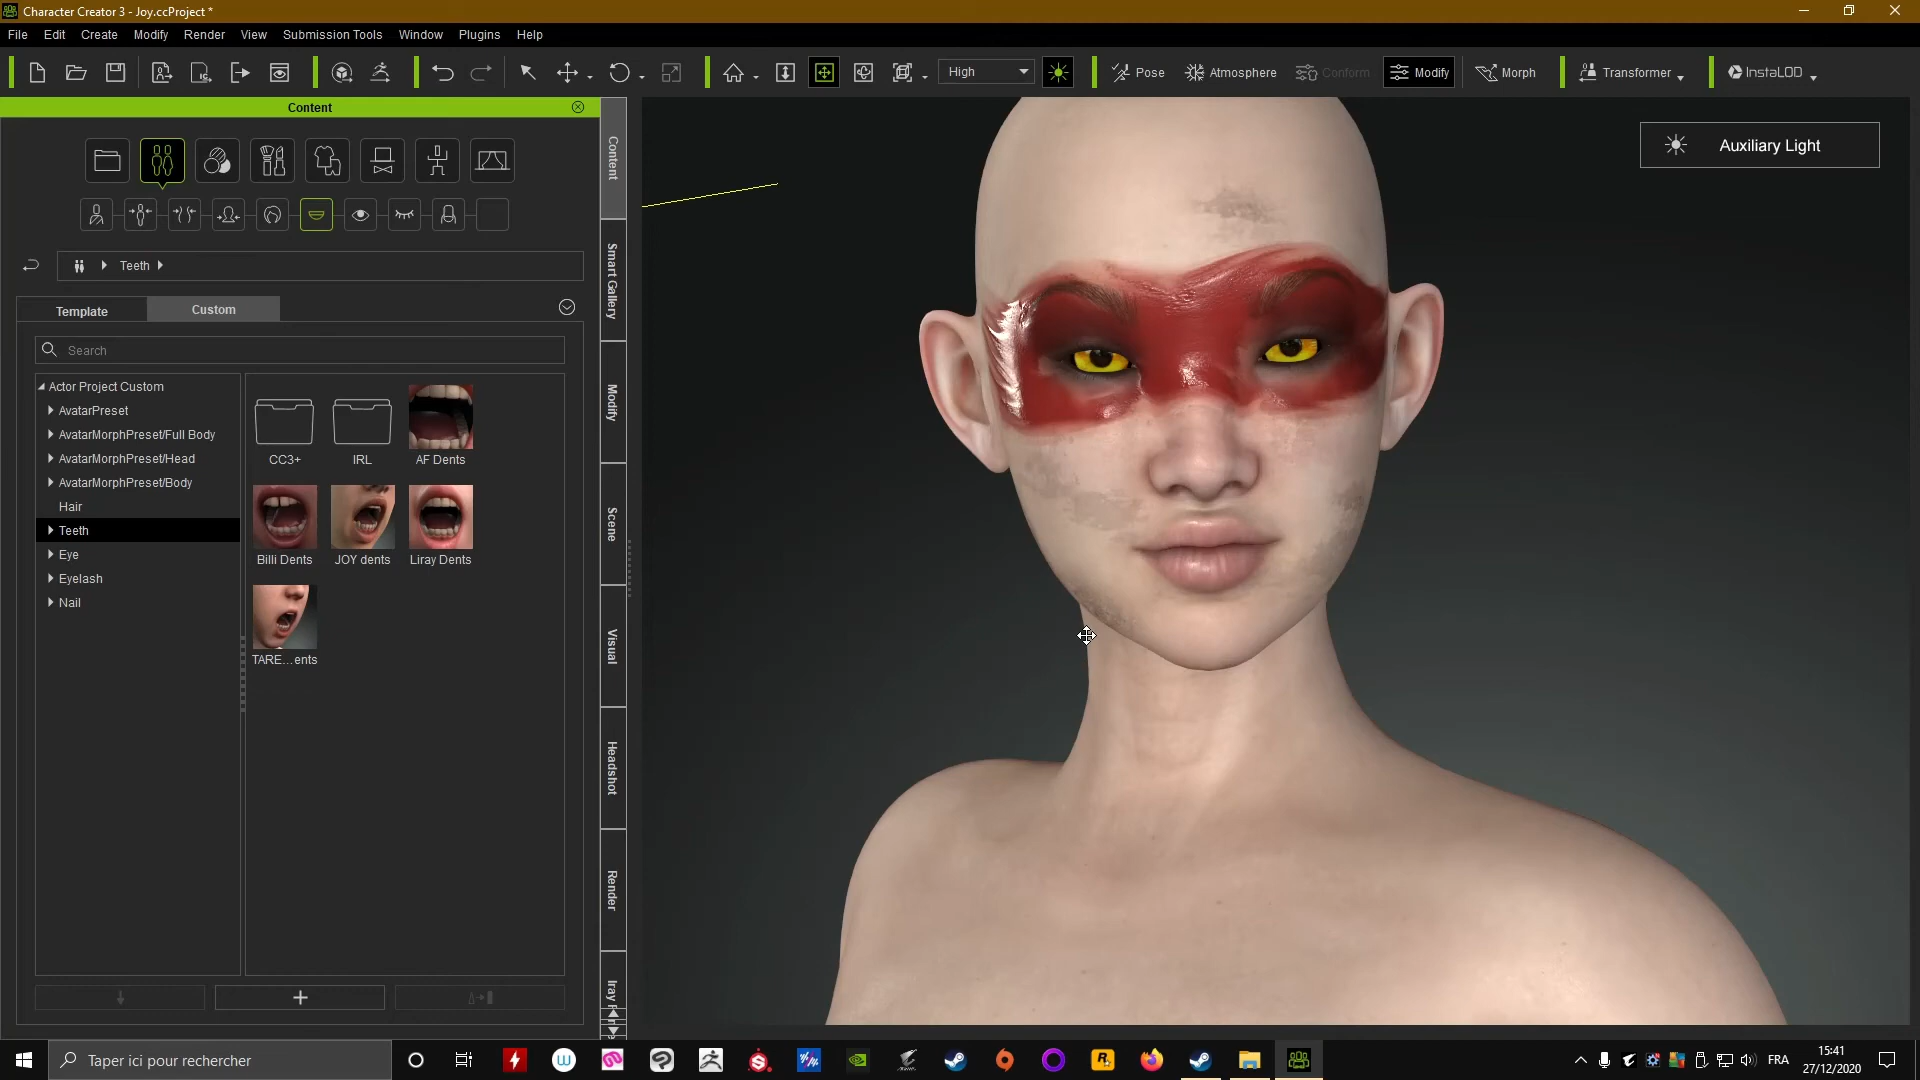 Character Creator 3 - Joy.ccProject *
File Edit Create Modify Render View Submission Tools Window Plugins Help
High Pose Atmosphere Conform Modify Morph Transformer InstaLOD
Content
Auxiliary Light
Teeth
Template Custom
Search
Actor Project Custom
AvatarPreset
AvatarMorphPreset/Full Body
AvatarMorphPreset/Head
AvatarMorphPreset/Body
Hair
Teeth
Eye
Eyelash
Nail
CC3+ IRL AF Dents
Billi Dents JOY dents Liray Dents
TARE...ents
Content
Smart Gallery
Modify
Scene
Visual
Headshot
Render
Iray
Taper ici pour rechercher
FRA
15:41
27/12/2020